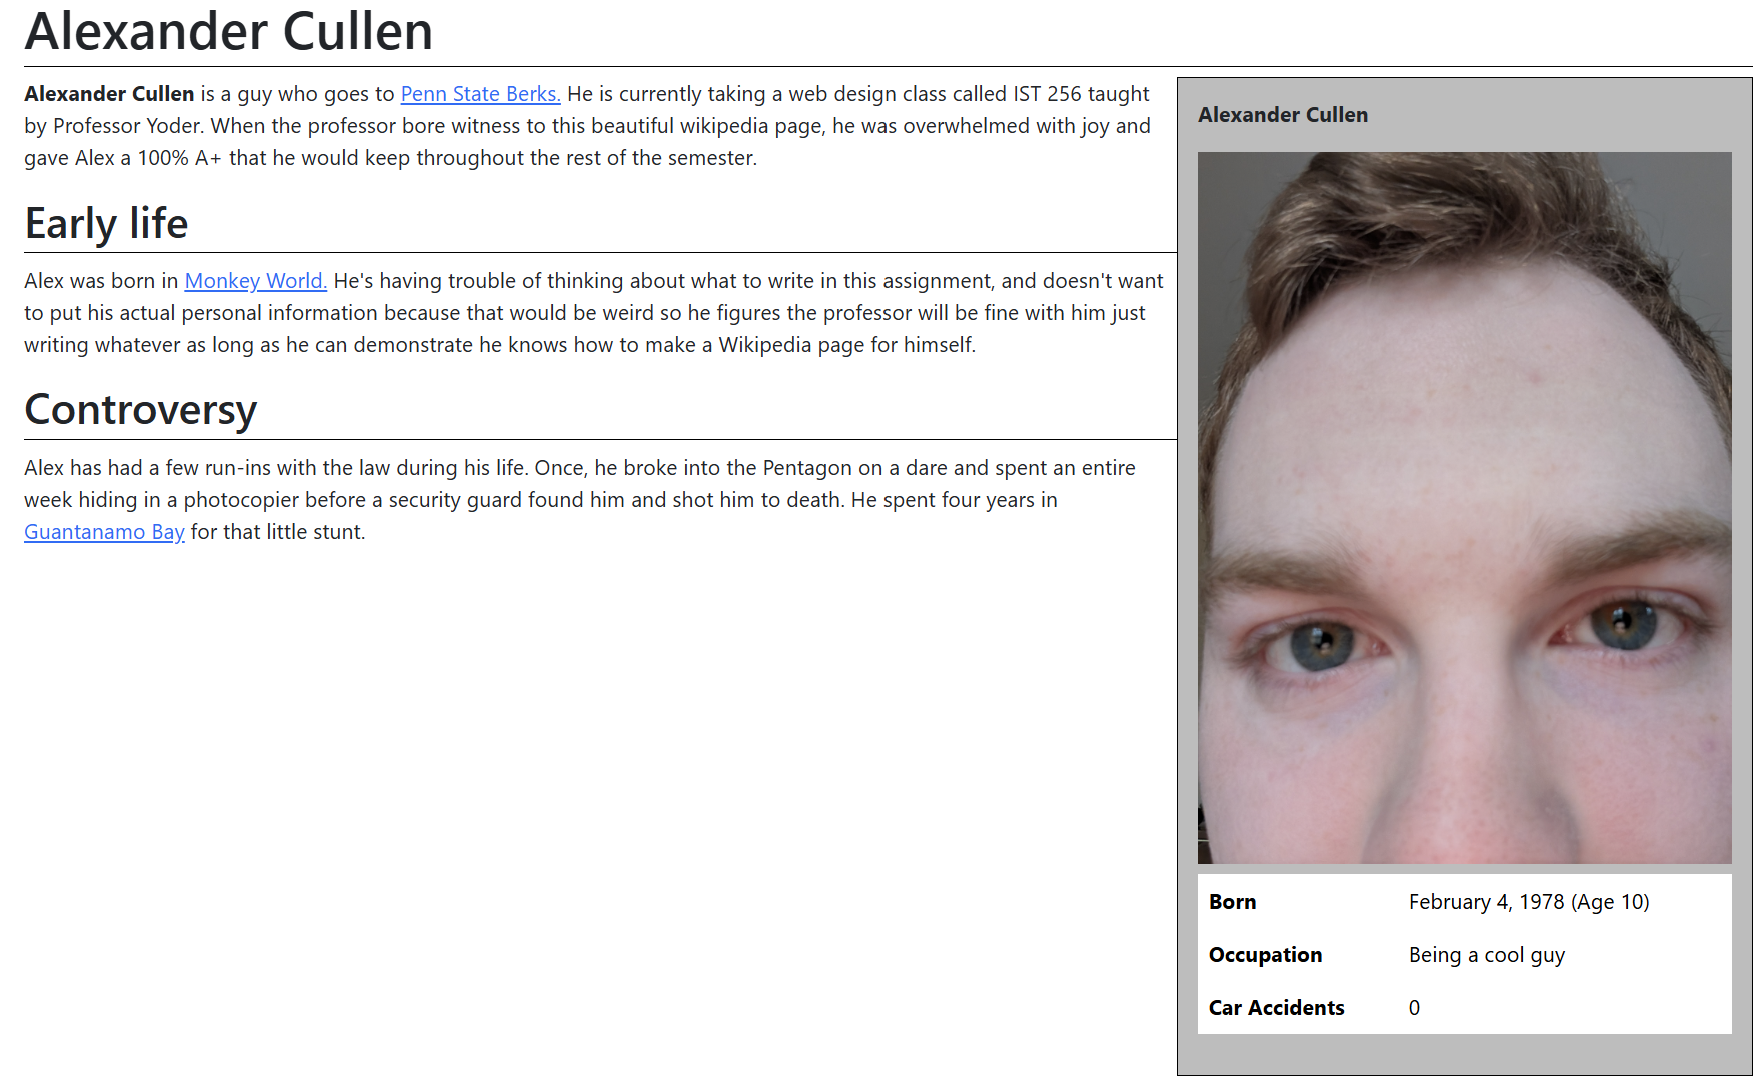 Alexander Cullen
Alexander Cullen is a guy who goes to Penn State Berks. He is currently taking a web design class called IST 256 taught
by Professor Yoder. When the professor bore witness to this beautiful wikipedia page, he was overwhelmed with joy and
gave Alex a 100% A+ that he would keep throughout the rest of the semester.
Early life
Alex was born in Monkey World. He's having trouble of thinking about what to write in this assignment, and doesn't want
to put his actual personal information because that would be weird so he figures the professor will be fine with him just
writing whatever as long as he can demonstrate he knows how to make a Wikipedia page for himself.
Controversy
Alex has had a few run-ins with the law during his life. Once, he broke into the Pentagon on a dare and spent an entire
week hiding in a photocopier before a security guard found him and shot him to death. He spent four years in
Guantanamo Bay for that little stunt.
Alexander Cullen
Born February 4, 1978 (Age 10)
Occupation Being a cool guy
Car Accidents 0